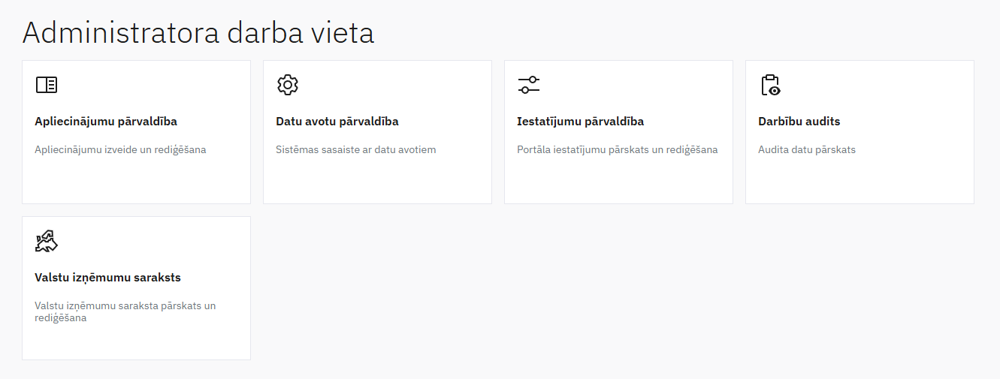 Administratora darba vieta
Apliecinājumu pārvaldība
Apliecinājumu izveide un rediģēšana
Datu avotu pārvaldība
Sistēmas sasaiste ar datu avotiem
Iestatījumu pārvaldība
Portāla iestatījumu pārskats un rediģēšana
Darbību audits
Audita datu pārskats
Valstu izņēmumu saraksts
Valstu izņēmumu saraksta pārskats un
rediģēšana